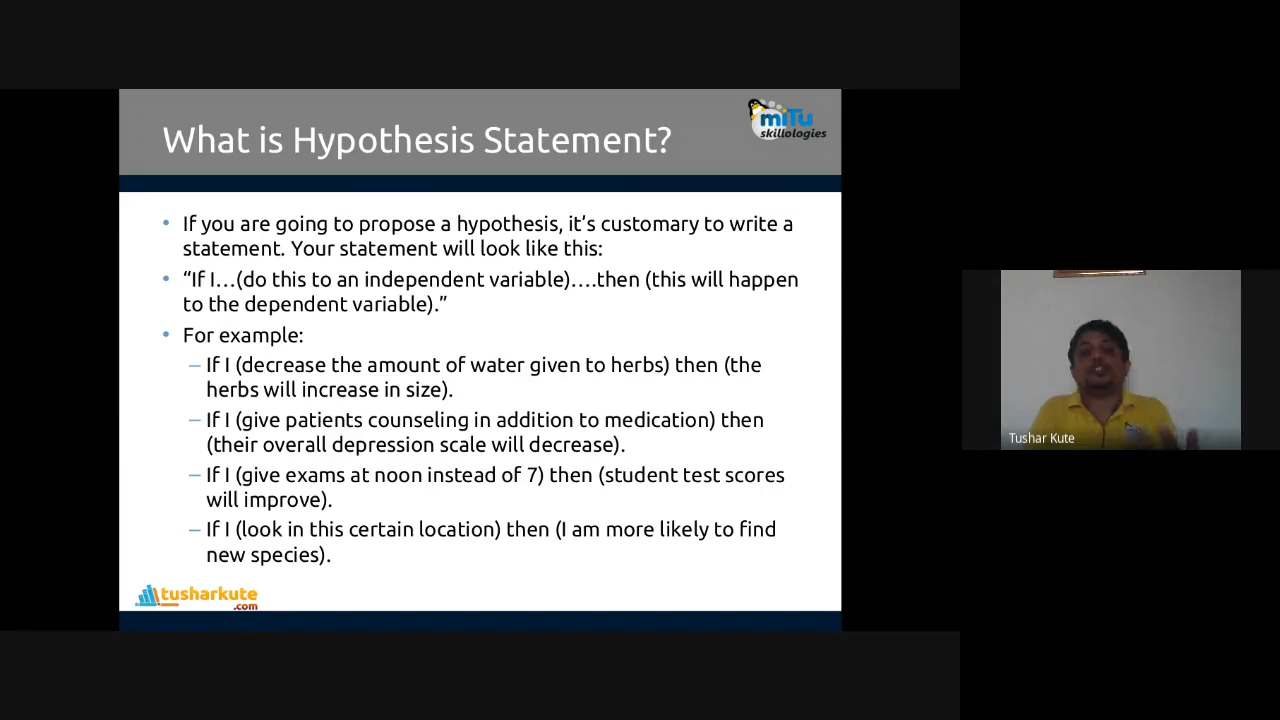 What is Hypothesis Statement?
miTu
skillologies
• If you are going to propose a hypothesis, it’s customary to write a
statement. Your statement will look like this:
• “If I…(do this to an independent variable)….then (this will happen
to the dependent variable).”
• For example:
– If I (decrease the amount of water given to herbs) then (the
herbs will increase in size).
– If I (give patients counseling in addition to medication) then
(their overall depression scale will decrease).
– If I (give exams at noon instead of 7) then (student test scores
will improve).
– If I (look in this certain location) then (I am more likely to find
new species).
tusharkute
.com
Tushar Kute